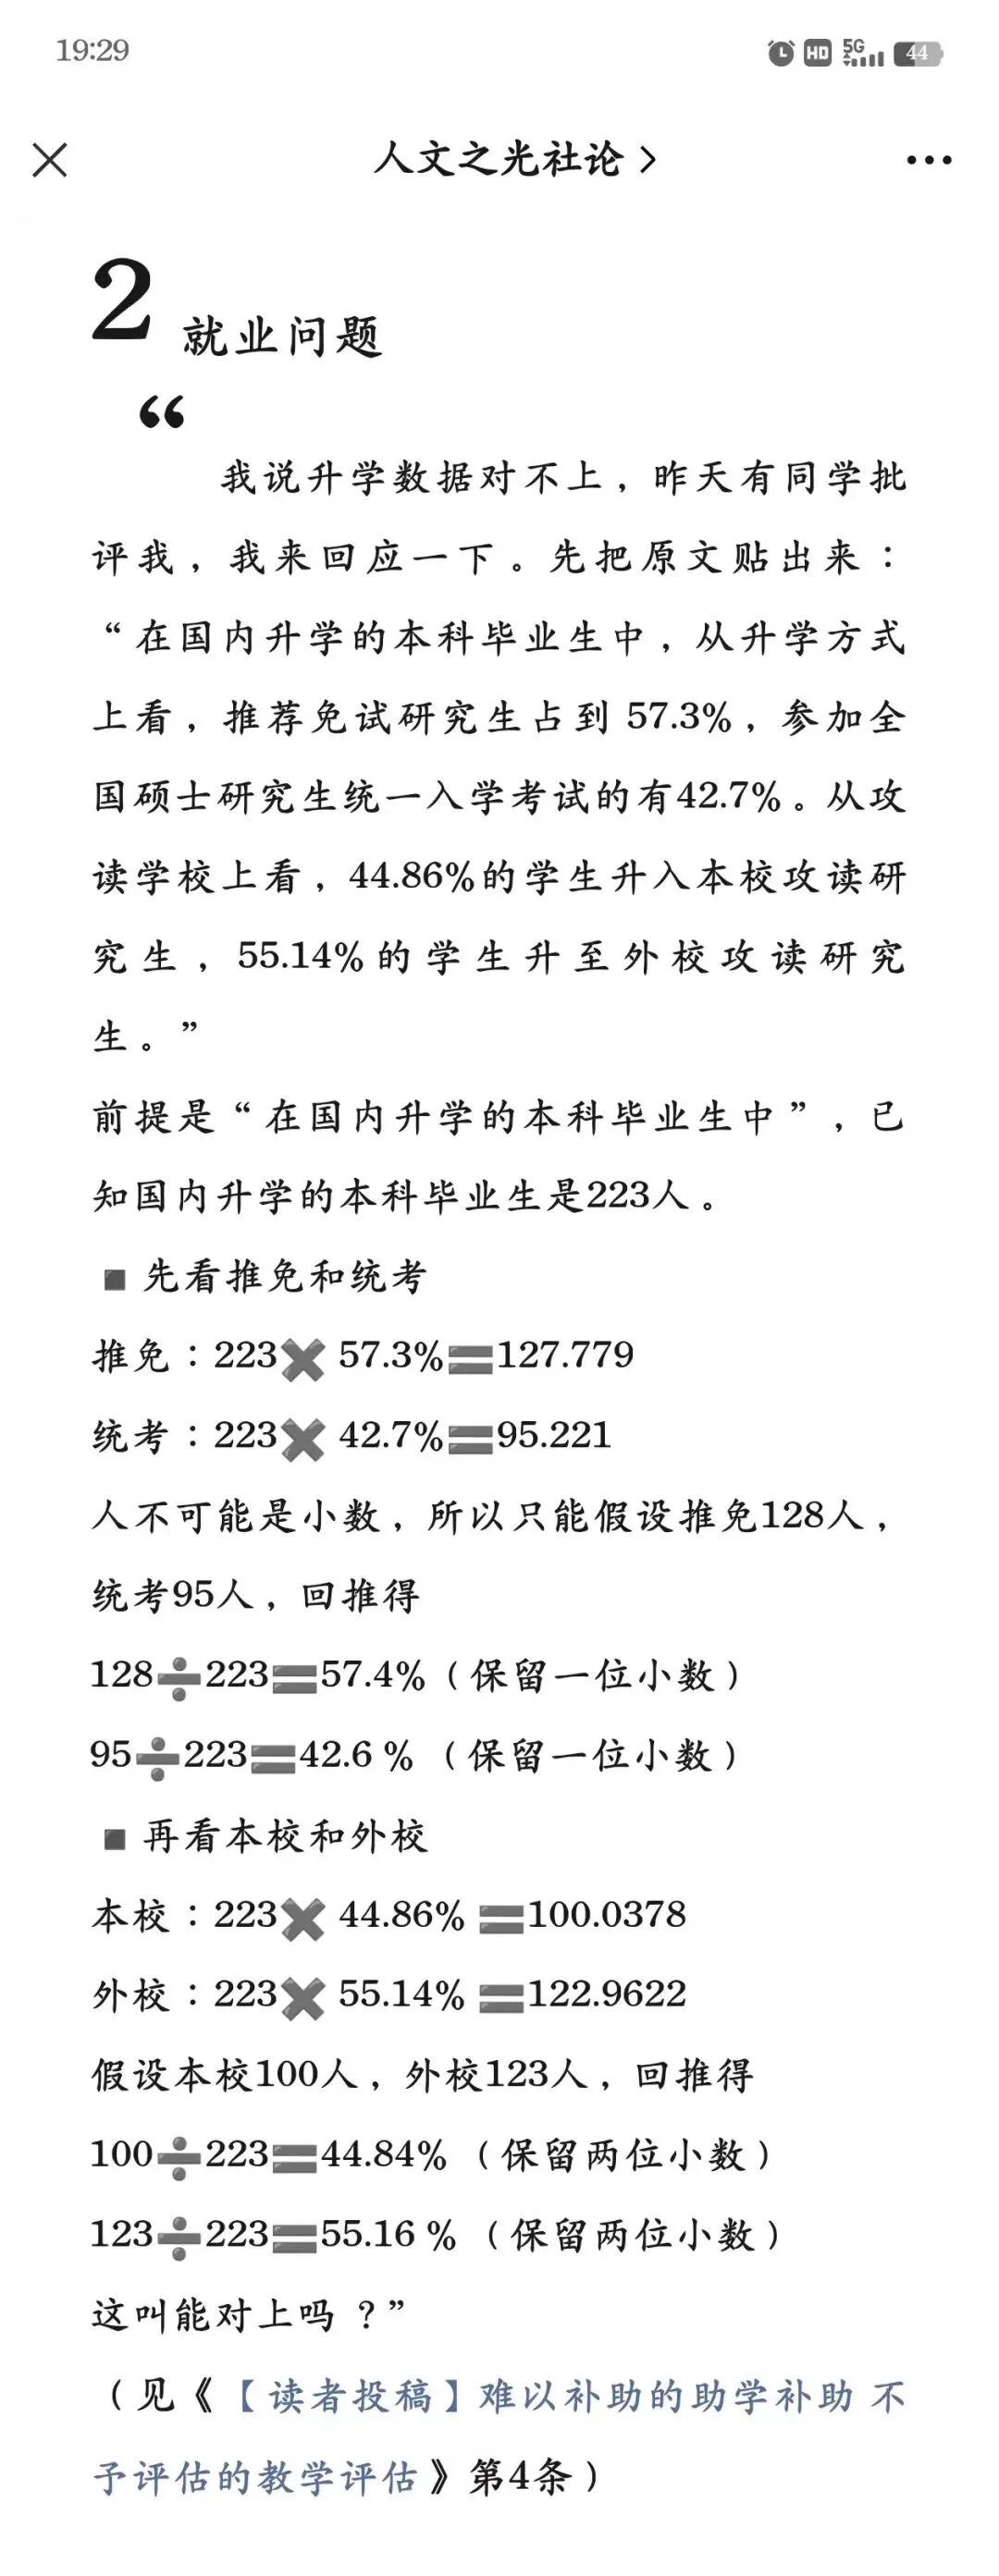 19:29
HD 5G 44
人文之光社论 >
2 就业问题
“
我说升学数据对不上，昨天有同学批
评我，我来回应一下。先把原文贴出来：
“在国内升学的本科毕业生中，从升学方式
上看，推荐免试研究生占到 57.3%，参加全
国硕士研究生统一入学考试的有42.7%。从攻
读学校上看，44.86%的学生升入本校攻读研
究生，55.14%的学生升至外校攻读研究
生。”
前提是“在国内升学的本科毕业生中”，已
知国内升学的本科毕业生是223人。
◾先看推免和统考
推免：223✖57.3%🟰127.779
统考：223✖42.7%🟰95.221
人不可能是小数，所以只能假设推免128人，
统考95人，回推得
128➗223🟰57.4%（保留一位小数）
95➗223🟰42.6 %（保留一位小数）
◾再看本校和外校
本校：223✖44.86% 🟰100.0378
外校：223✖55.14% 🟰122.9622
假设本校100人，外校123人，回推得
100➗223🟰44.84%（保留两位小数）
123➗223🟰55.16 %（保留两位小数）
这叫能对上吗？”
（见《【读者投稿】难以补助的助学补助 不
予评估的教学评估》第4条）